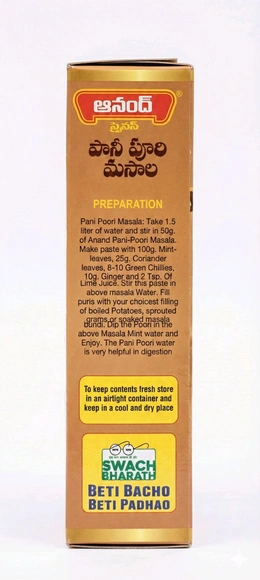 ఆనంద్ ®
స్పైసెస్
పానీ పూరి
మసాల
PREPARATION
Pani Poori Masala: Take 1.5
liter of water and stir in 50g.
of Anand Pani-Poori Masala.
Make paste with 100g. Mint-
leaves, 25g. Coriander
leaves, 8-10 Green Chillies,
10g. Ginger and 2 Tsp. Of
Lime Juice. Stir this paste in
above masala Water. Fill
puris with your choicest filling
of boiled Potatoes, sprouted
grams or soaked masala
bundi. Dip the Poori in the
above Masala Mint water and
Enjoy. The Pani Poori water
is very helpful in digestion
To keep contents fresh store
in an airtight container and
keep in a cool and dry place
SWACH
BHARATH
BETI BACHO
BETI PADHAO